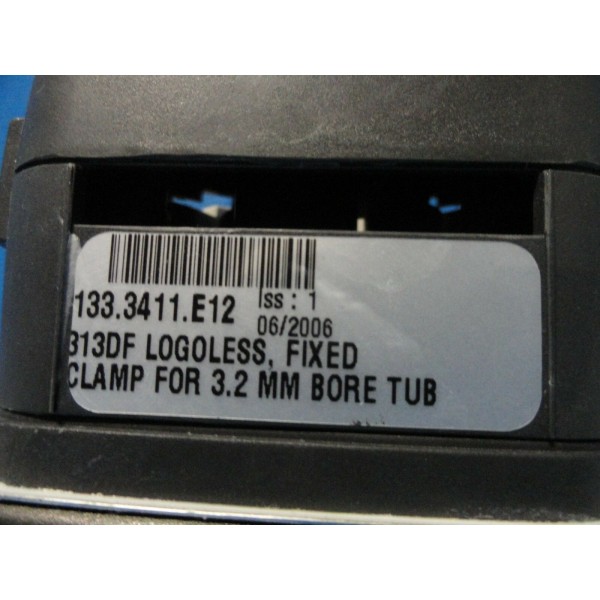 133.3411.E12 Iss : 1
06/2006
313DF LOGOLESS, FIXED
CLAMP FOR 3.2 MM BORE TUB